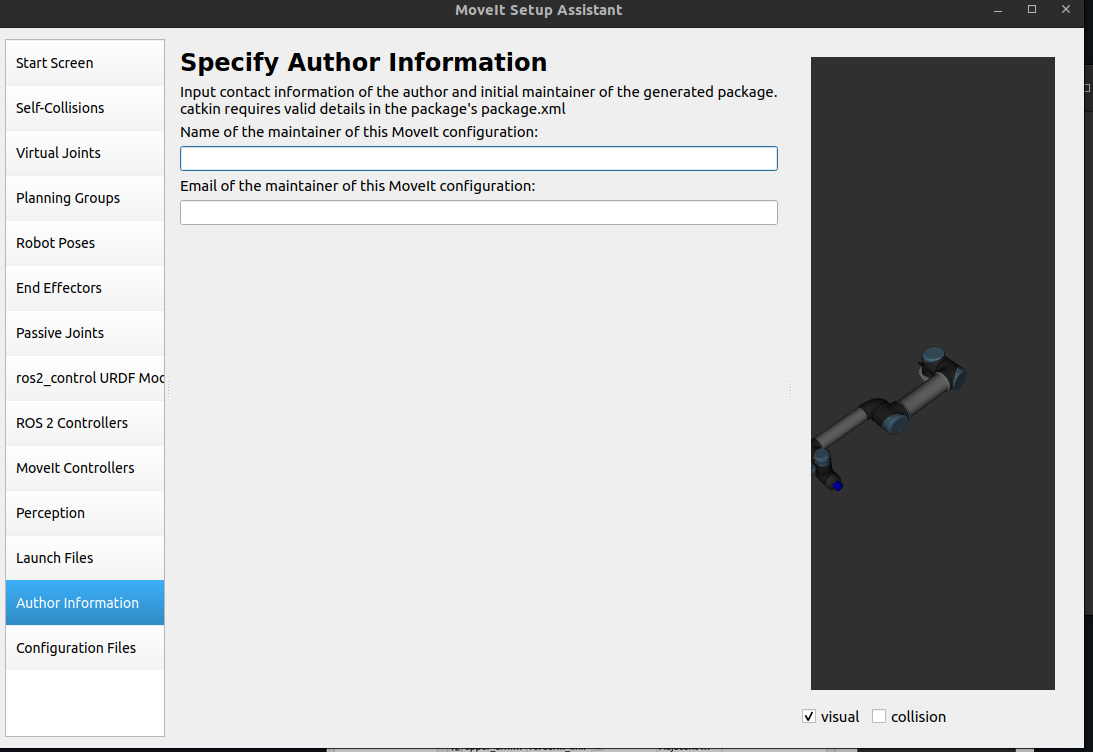 MoveIt Setup Assistant
Start Screen
Self-Collisions
Virtual Joints
Planning Groups
Robot Poses
End Effectors
Passive Joints
ros2_control URDF Moc
ROS 2 Controllers
MoveIt Controllers
Perception
Launch Files
Author Information
Configuration Files
Specify Author Information
Input contact information of the author and initial maintainer of the generated package.
catkin requires valid details in the package's package.xml
Name of the maintainer of this MoveIt configuration:
Email of the maintainer of this MoveIt configuration:
visual
collision